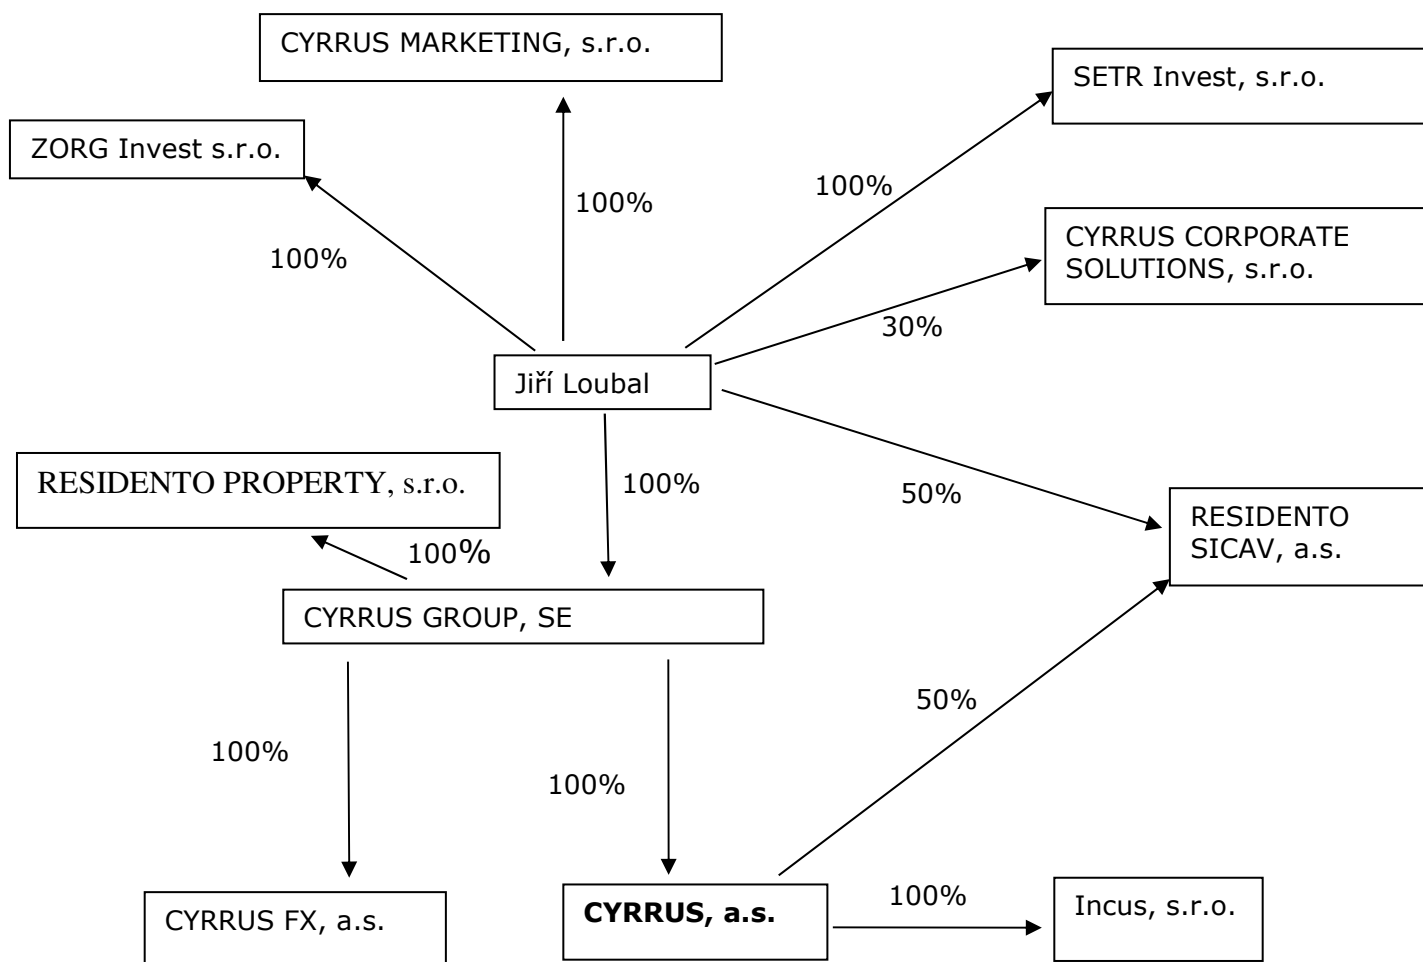 CYRRUS MARKETING, s.r.o.
SETR Invest, s.r.o.
ZORG Invest s.r.o.
100%
100%
100%
CYRRUS CORPORATE
SOLUTIONS, s.r.o.
30%
Jiří Loubal
RESIDENTO PROPERTY, s.r.o.
100%
50%
RESIDENTO
SICAV, a.s.
100%
CYRRUS GROUP, SE
50%
100%
100%
CYRRUS FX, a.s.
CYRRUS, a.s.
100%
Incus, s.r.o.